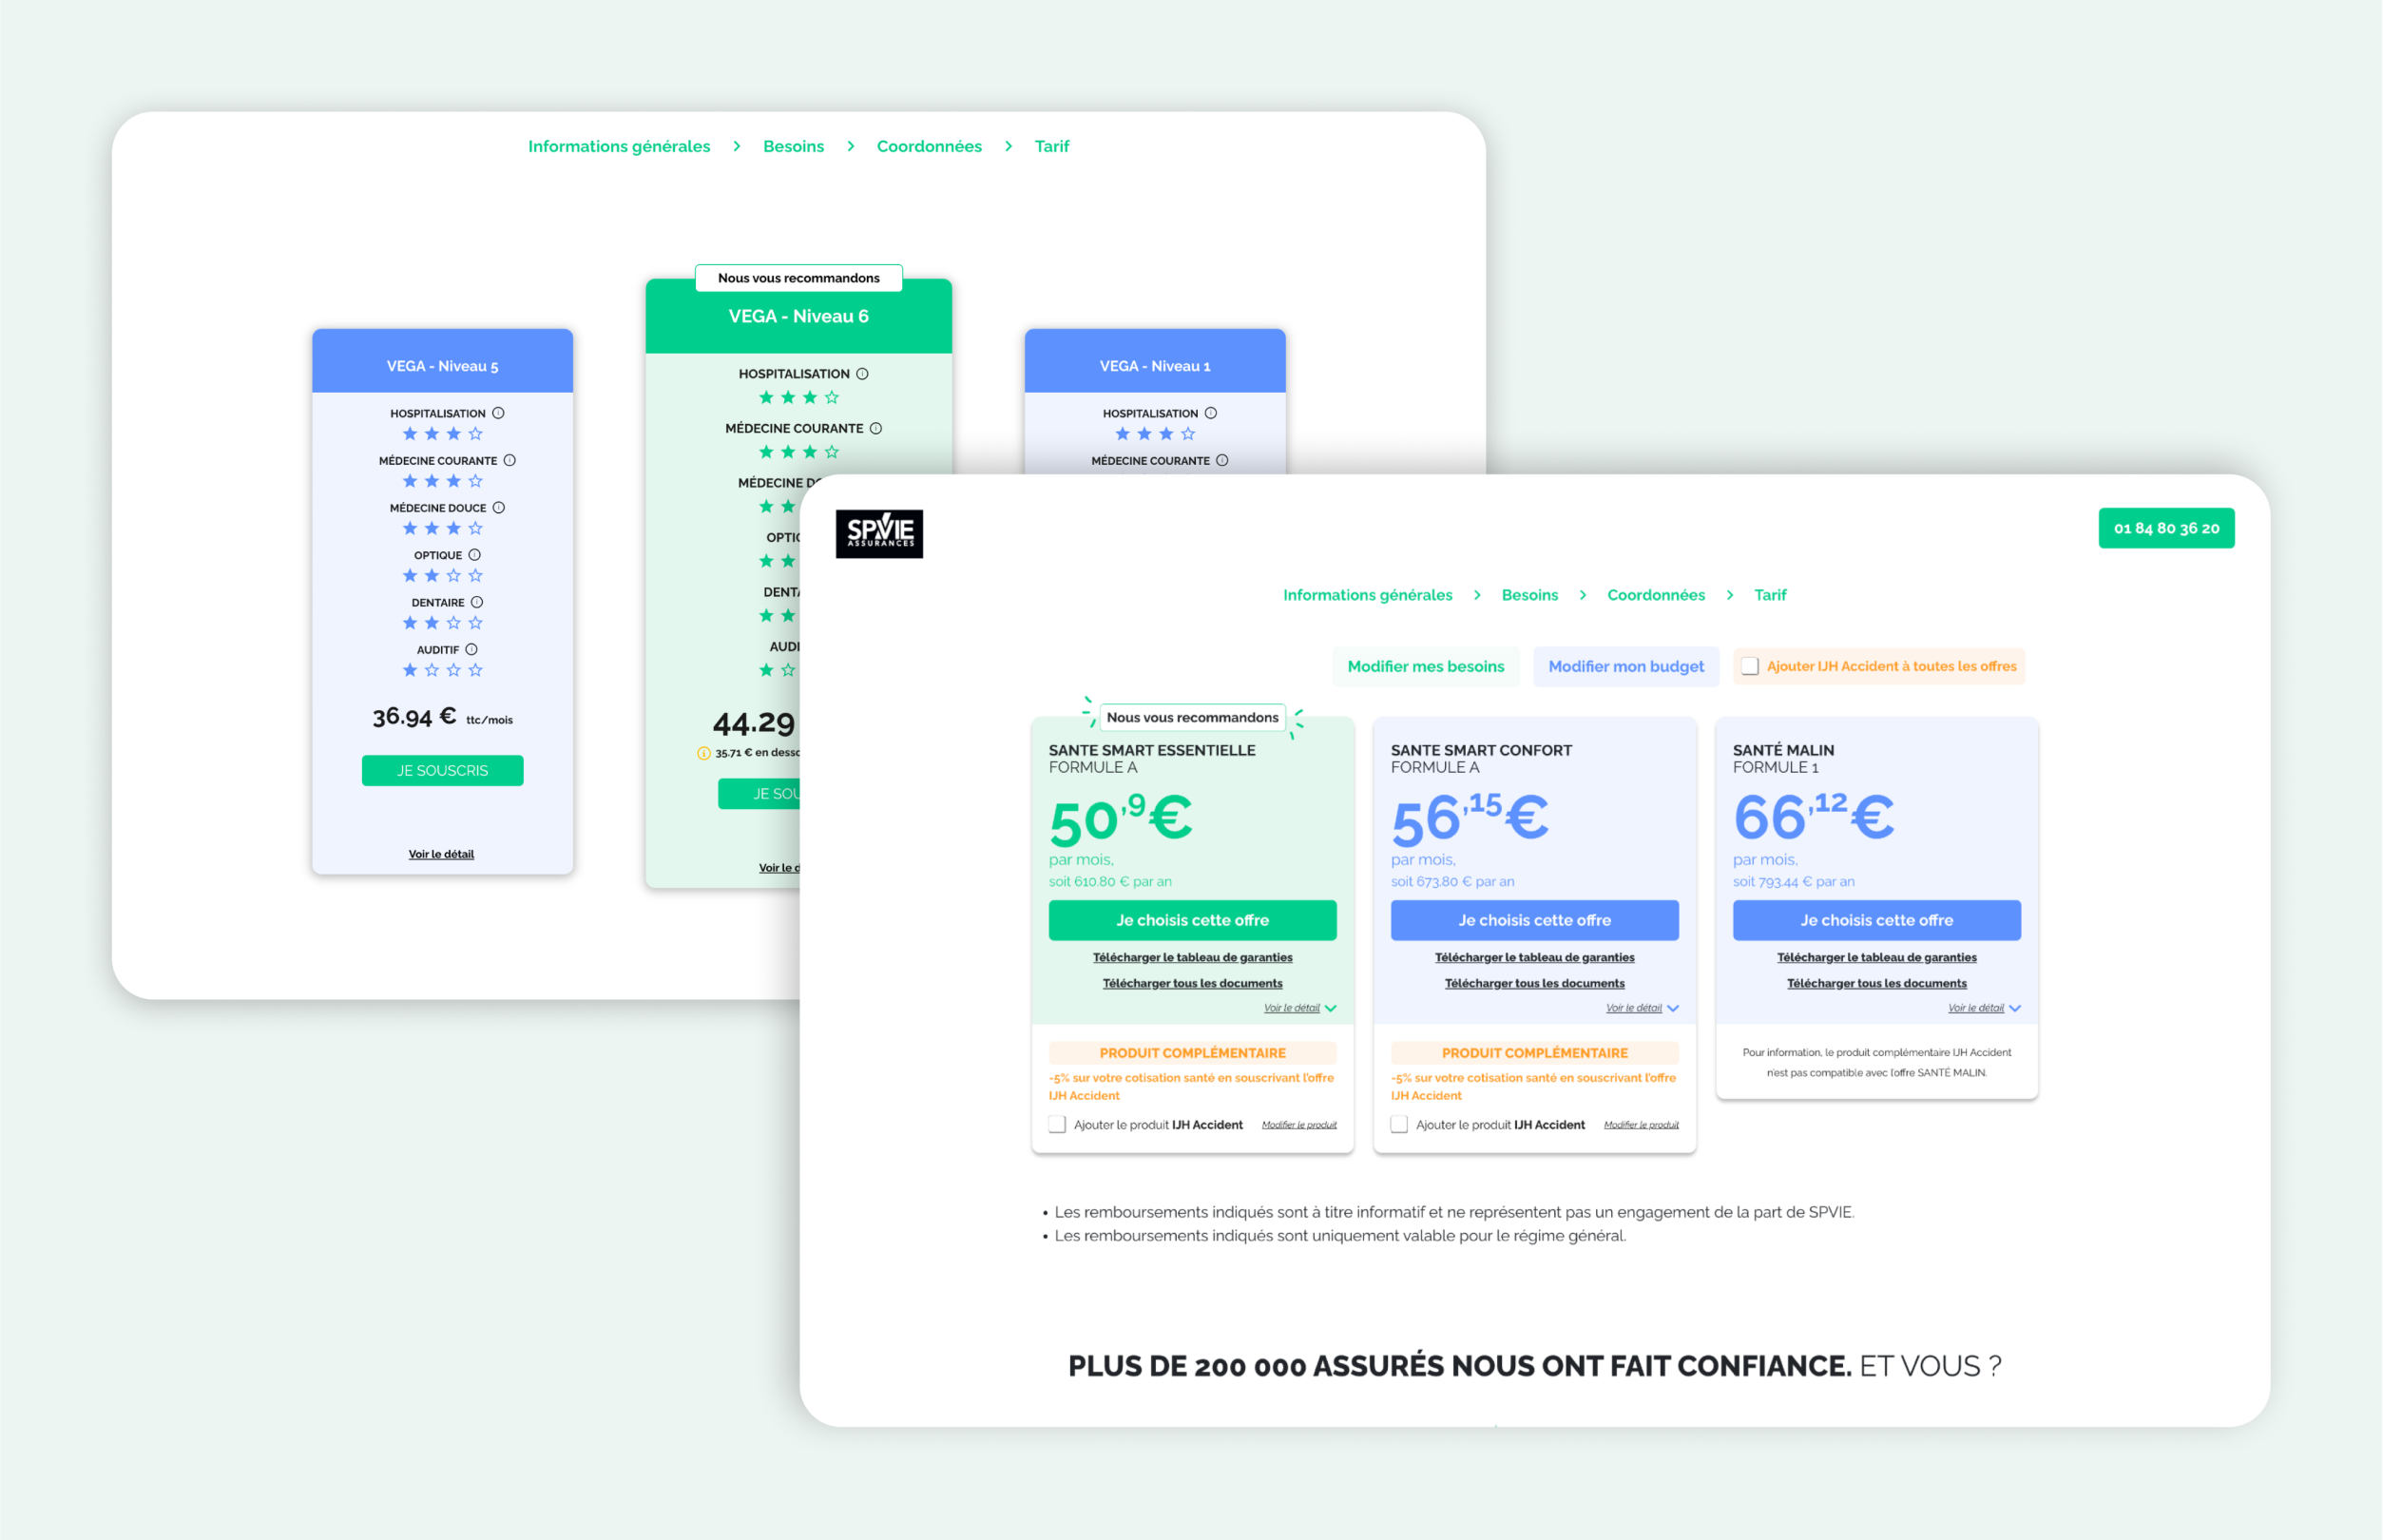 Informations générales > Besoins > Coordonnées > Tarif
Nous vous recommandons
VEGA - Niveau 5
HOSPITALISATION
MÉDECINE COURANTE
MÉDECINE DOUCE
OPTIQUE
DENTAIRE
AUDITIF
36.94 € ttc/mois
JE SOUSCRIS
Voir le détail
VEGA - Niveau 6
HOSPITALISATION
MÉDECINE COURANTE
MÉDECINE
44.29
35.71 € en
Voir le
VEGA - Niveau 1
HOSPITALISATION
MÉDECINE COURANTE
SPVIE
ASSURANCES
01 84 80 36 20
Informations générales > Besoins > Coordonnées > Tarif
Modifier mes besoins
Modifier mon budget
Ajouter IJH Accident à toutes les offres
Nous vous recommandons
SANTE SMART ESSENTIELLE
FORMULE A
50,9€
par mois,
soit 610.80 € par an
Je choisis cette offre
Télécharger le tableau de garanties
Télécharger tous les documents
Voir le détail
PRODUIT COMPLÉMENTAIRE
-5% sur votre cotisation santé en souscrivant l'offre
IJH Accident
Ajouter le produit IJH Accident Modifier le produit
SANTE SMART CONFORT
FORMULE A
56,15€
par mois,
soit 673.80 € par an
Je choisis cette offre
Télécharger le tableau de garanties
Télécharger tous les documents
Voir le détail
PRODUIT COMPLÉMENTAIRE
-5% sur votre cotisation santé en souscrivant l'offre
IJH Accident
Ajouter le produit IJH Accident Modifier le produit
SANTÉ MALIN
FORMULE 1
66,12€
par mois,
soit 793.44 € par an
Je choisis cette offre
Télécharger le tableau de garanties
Télécharger tous les documents
Voir le détail
Pour information, le produit complémentaire IJH Accident
n'est pas compatible avec l'offre SANTÉ MALIN.
• Les remboursements indiqués sont à titre informatif et ne représentent pas un engagement de la part de SPVIE.
• Les remboursements indiqués sont uniquement valable pour le régime général.
PLUS DE 200 000 ASSURÉS NOUS ONT FAIT CONFIANCE. ET VOUS ?